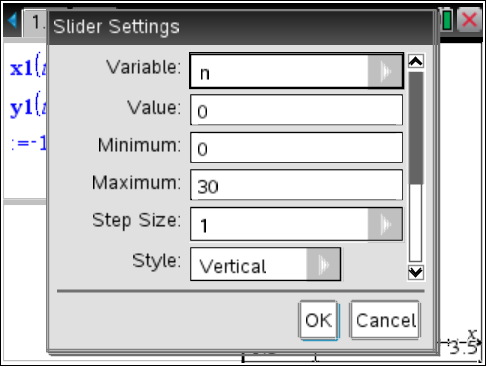 1.
Slider Settings
x1(
Variable: n
y1(
Value: 0
:=-1
Minimum: 0
Maximum: 30
Step Size: 1
Style: Vertical
OK Cancel
x
3.5